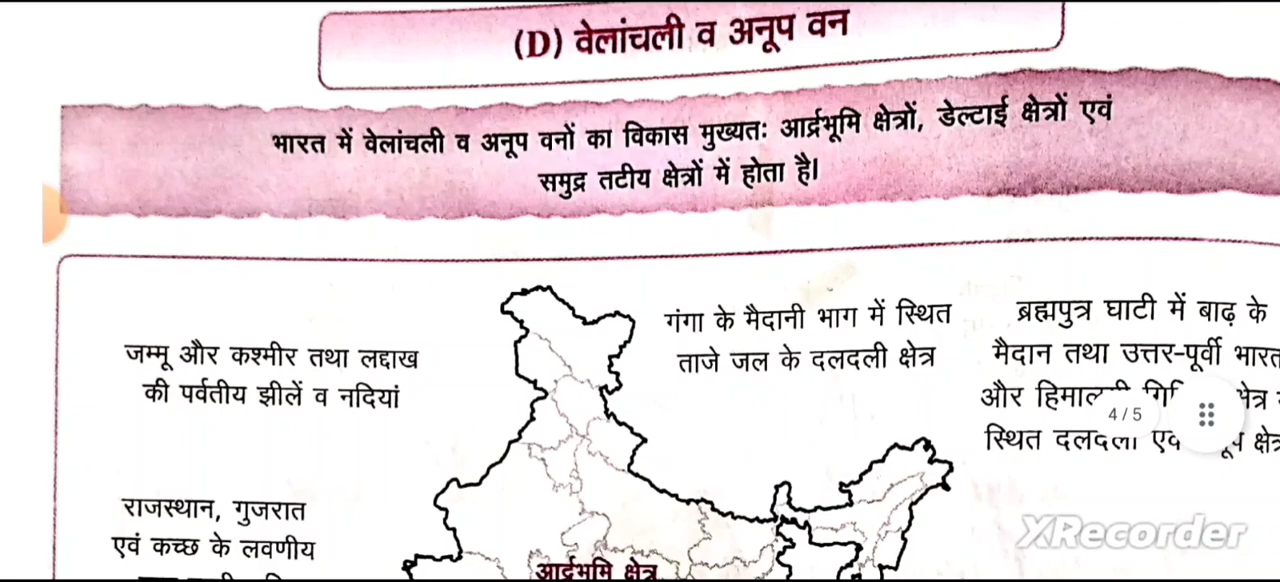 (D) वेलांचली व अनूप वन
भारत में वेलांचली व अनूप वनों का विकास मुख्यतः आर्द्रभूमि क्षेत्रों, डेल्टाई क्षेत्रों एवं
समुद्र तटीय क्षेत्रों में होता है।
जम्मू और कश्मीर तथा लद्दाख
की पर्वतीय झीलें व नदियां
गंगा के मैदानी भाग में स्थित
ताजे जल के दलदली क्षेत्र
ब्रह्मपुत्र घाटी में बाढ़ के
मैदान तथा उत्तर-पूर्वी भारत
और
स्थित
4/5
राजस्थान, गुजरात
एवं कच्छ के लवणीय
आर्द्रभूमि क्षेत्र
XRecorder